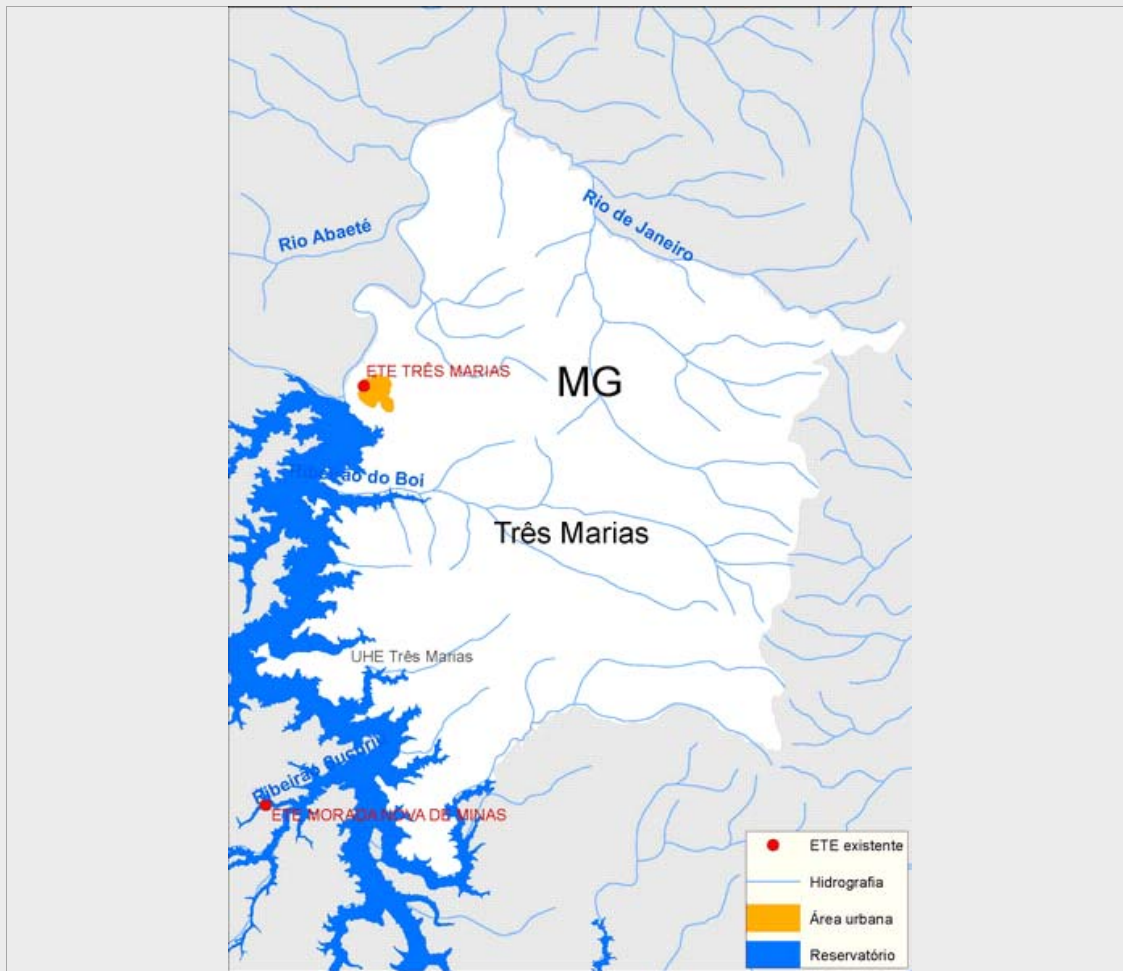 Rio de Janeiro
Rio Abaeté
ETE TRÊS MARIAS
MG
Ribeirão do Boi
Três Marias
UHE Três Marias
Ribeirão
ETE MORADA NOVA DE MINAS
ETE existente
Hidrografia
Área urbana
Reservatório